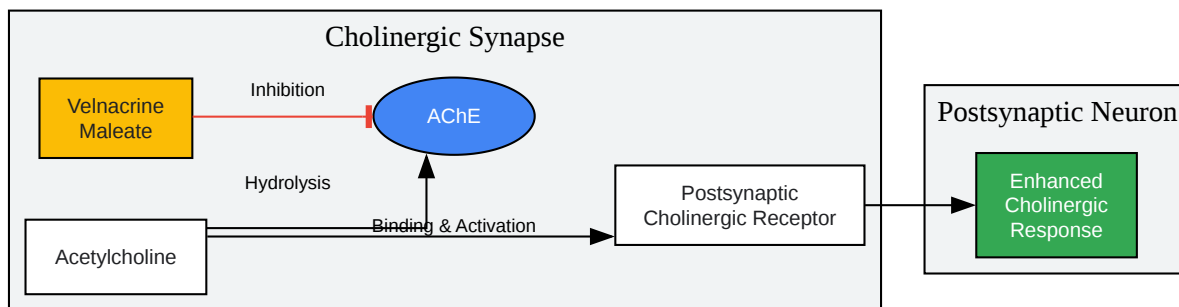 Cholinergic Synapse
Velnacrine
Maleate
Inhibition
AChE
Hydrolysis
Acetylcholine
Binding & Activation
Postsynaptic
Cholinergic Receptor
Postsynaptic Neuron
Enhanced
Cholinergic
Response